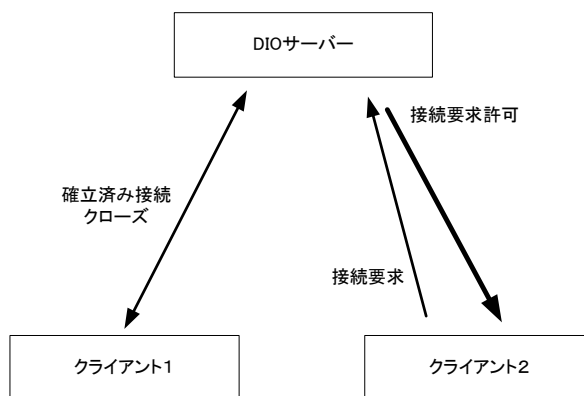 DIOサーバー
接続要求許可
確立済み接続
クローズ
接続要求
クライアント1
クライアント2